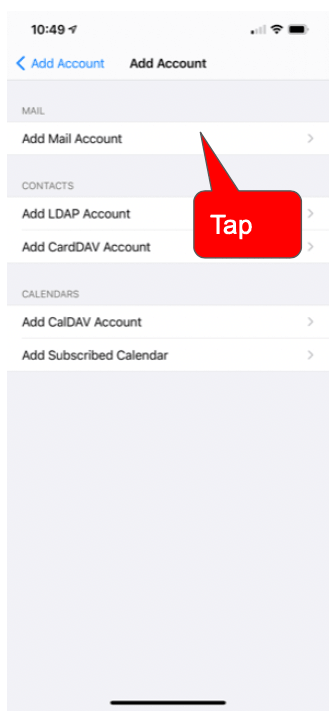 10:49
Add Account Add Account
MAIL
Add Mail Account
CONTACTS
Tap
Add LDAP Account
Add CardDAV Account
CALENDARS
Add CalDAV Account
Add Subscribed Calendar